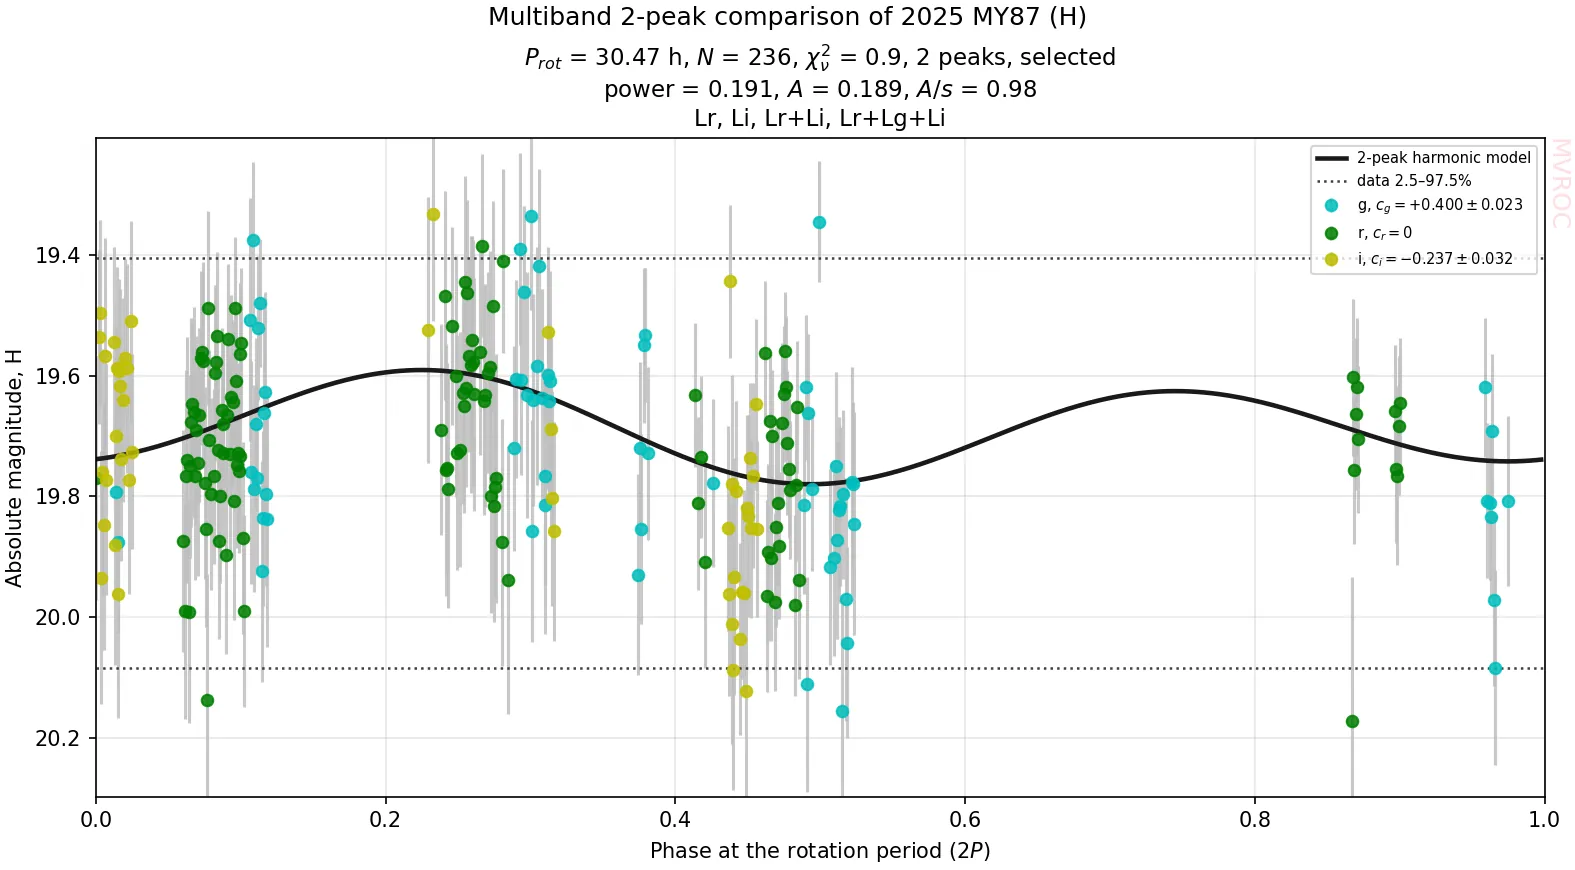 Multiband 2-peak comparison of 2025 MY87 (H)
P_rot = 30.47 h, N = 236, χ²_ν = 0.9, 2 peaks, selected
power = 0.191, A = 0.189, A/s = 0.98
Lr, Li, Lr+Li, Lr+Lg+Li
2-peak harmonic model
data 2.5–97.5%
g, c_g = +0.400 ± 0.023
r, c_r = 0
i, c_i = −0.237 ± 0.032
MVROC
Absolute magnitude, H
19.4
19.6
19.8
20.0
20.2
0.0 0.2 0.4 0.6 0.8 1.0
Phase at the rotation period (2P)